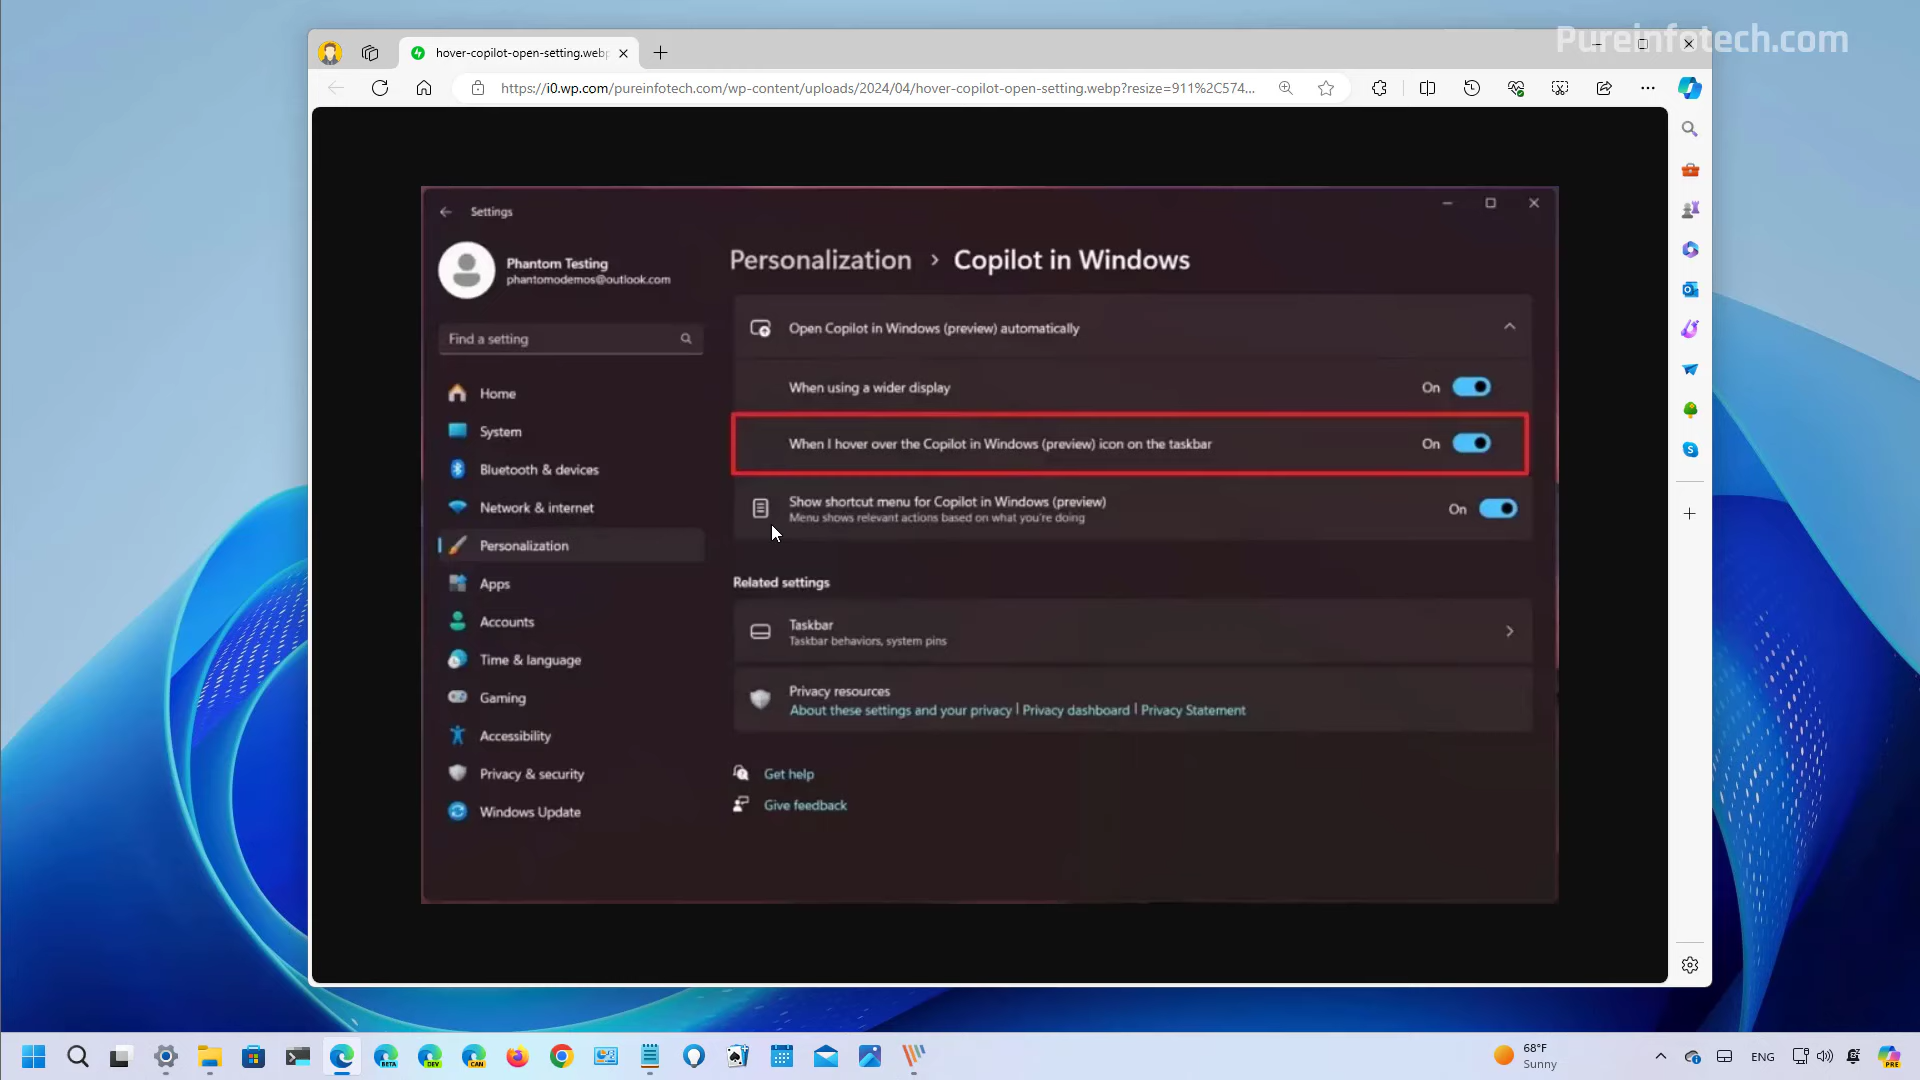 Pureinfotech.com
hover-copilot-open-setting.webp
https://i0.wp.com/pureinfotech.com/wp-content/uploads/2024/04/hover-copilot-open-setting.webp?resize=911%2C574...
Settings
Phantom Testing
phantomodemos@outlook.com
Find a setting
Home
System
Bluetooth & devices
Network & internet
Personalization
Apps
Accounts
Time & language
Gaming
Accessibility
Privacy & security
Windows Update
Personalization > Copilot in Windows
Open Copilot in Windows (preview) automatically
When using a wider display On
When I hover over the Copilot in Windows (preview) icon on the taskbar On
Show shortcut menu for Copilot in Windows (preview) On
Menu shows relevant actions based on what you're doing
Related settings
Taskbar
Taskbar behaviors, system pins
Privacy resources
About these settings and your privacy | Privacy dashboard | Privacy Statement
Get help
Give feedback
BETA
DEV
CAN
68°F
Sunny
ENG
PRE